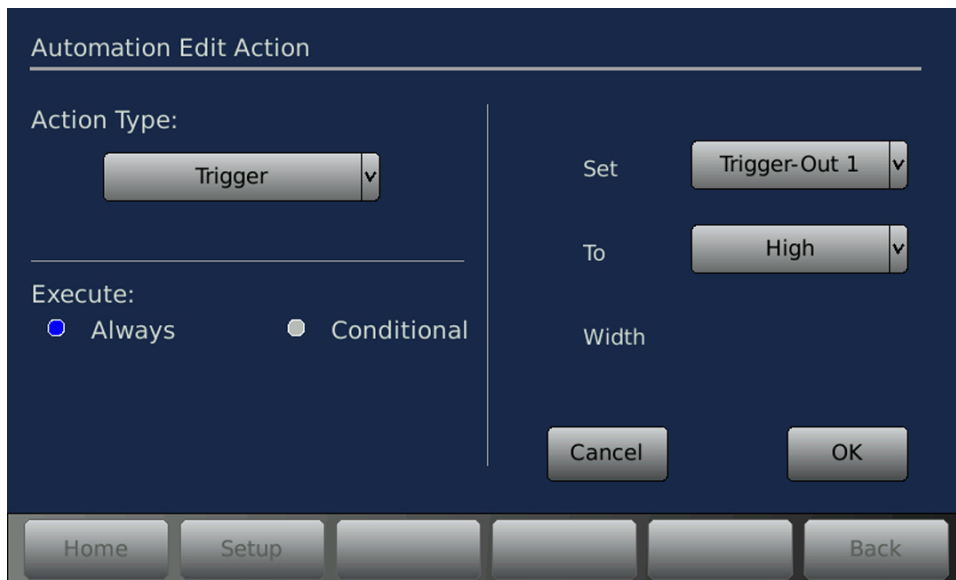 Automation Edit Action
Action Type:
Trigger
Execute:
Always Conditional
Set Trigger-Out 1
To High
Width
Cancel OK
Home Setup Back